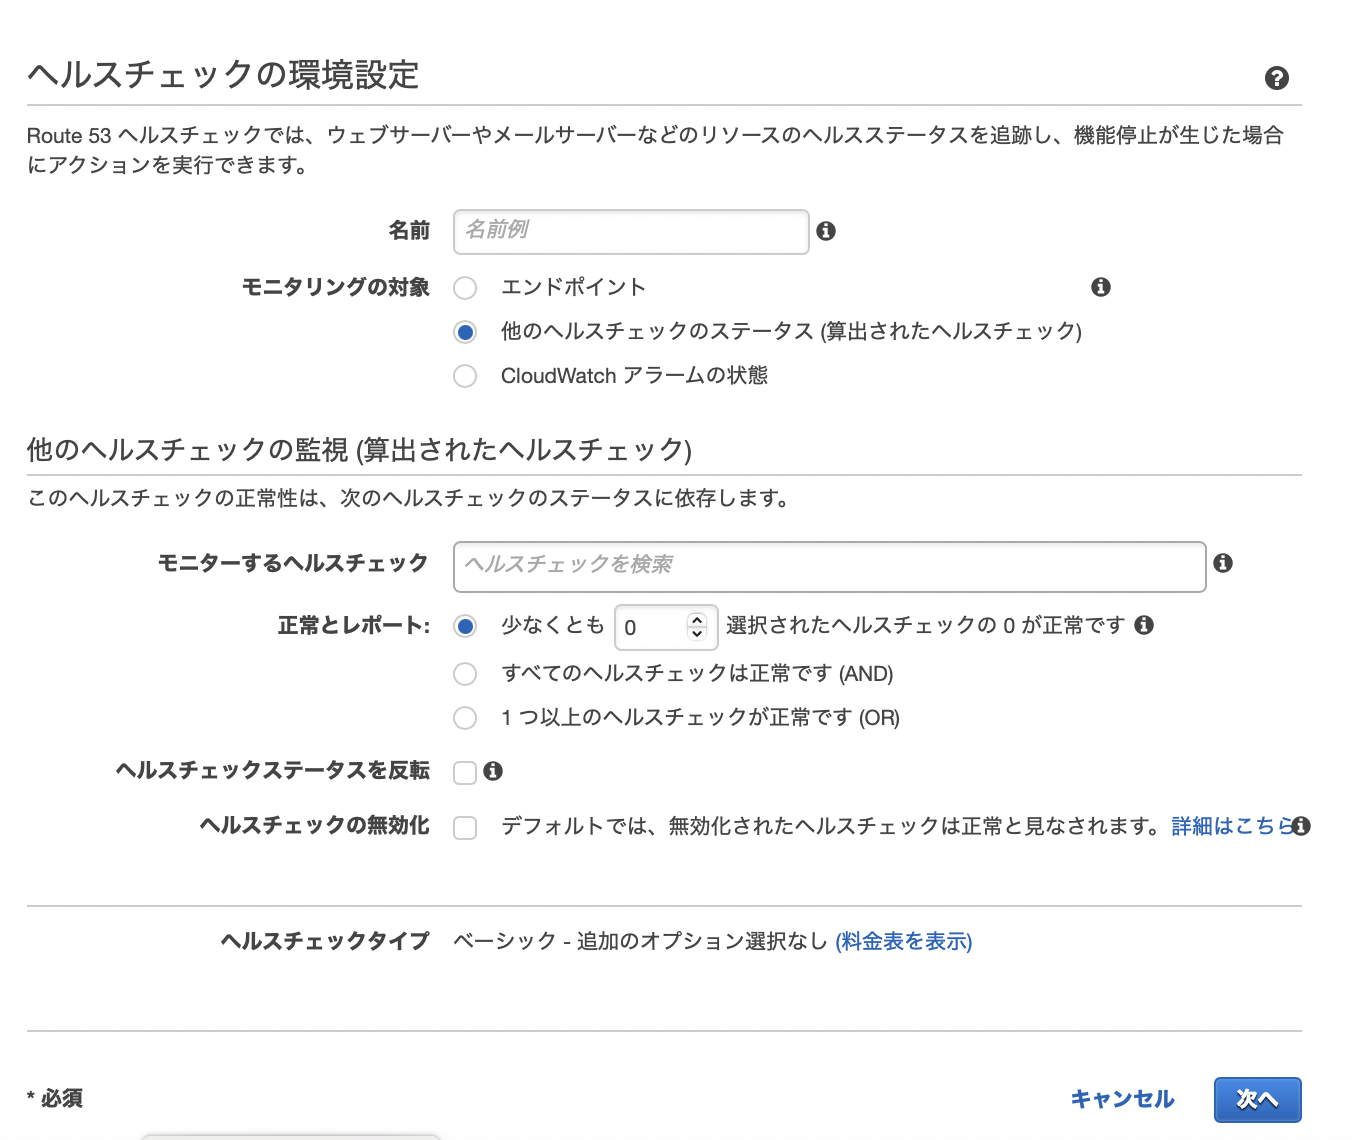 ヘルスチェックの環境設定
Route 53 ヘルスチェックでは、ウェブサーバーやメールサーバーなどのリソースのヘルスステータスを追跡し、機能停止が生じた場合
にアクションを実行できます。
名前 名前例
モニタリングの対象 エンドポイント
他のヘルスチェックのステータス (算出されたヘルスチェック)
CloudWatch アラームの状態
他のヘルスチェックの監視 (算出されたヘルスチェック)
このヘルスチェックの正常性は、次のヘルスチェックのステータスに依存します。
モニターするヘルスチェック ヘルスチェックを検索
正常とレポート: 少なくとも 0 選択されたヘルスチェックの 0 が正常です
すべてのヘルスチェックは正常です (AND)
1 つ以上のヘルスチェックが正常です (OR)
ヘルスチェックステータスを反転
ヘルスチェックの無効化 デフォルトでは、無効化されたヘルスチェックは正常と見なされます。 詳細はこちら
ヘルスチェックタイプ ベーシック - 追加のオプション選択なし (料金表を表示)
* 必須 キャンセル 次へ